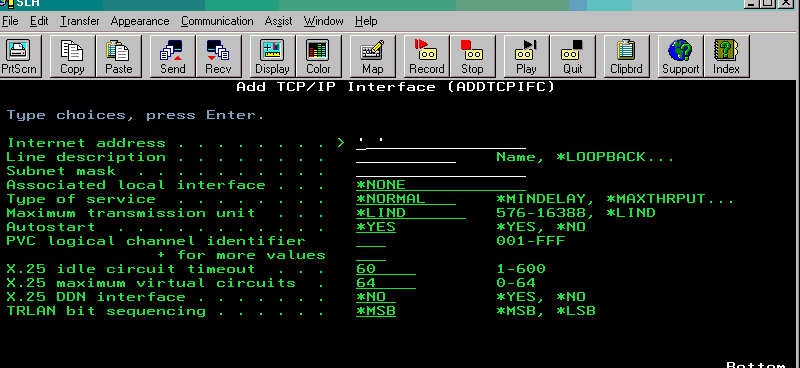 SLH
File Edit Transfer Appearance Communication Assist Window Help
PrtScrn Copy Paste Send Recv Display Color Map Record Stop Play Quit Clipbrd Support Index
Add TCP/IP Interface (ADDTCPIFC)
Type choices, press Enter.
Internet address . . . . . . . . > ' '
Line description . . . . . . . . Name, *LOOPBACK...
Subnet mask . . . . . . . . . .
Associated local interface . . . *NONE
Type of service . . . . . . . . *NORMAL *MINDELAY, *MAXTHRPUT...
Maximum transmission unit . . . *LIND 576-16388, *LIND
Autostart . . . . . . . . . . . *YES *YES, *NO
PVC logical channel identifier 001-FFF
+ for more values
X.25 idle circuit timeout . . . 60 1-600
X.25 maximum virtual circuits . 64 0-64
X.25 DDN interface . . . . . . . *NO *YES, *NO
TRLAN bit sequencing . . . . . . *MSB *MSB, *LSB
Bottom